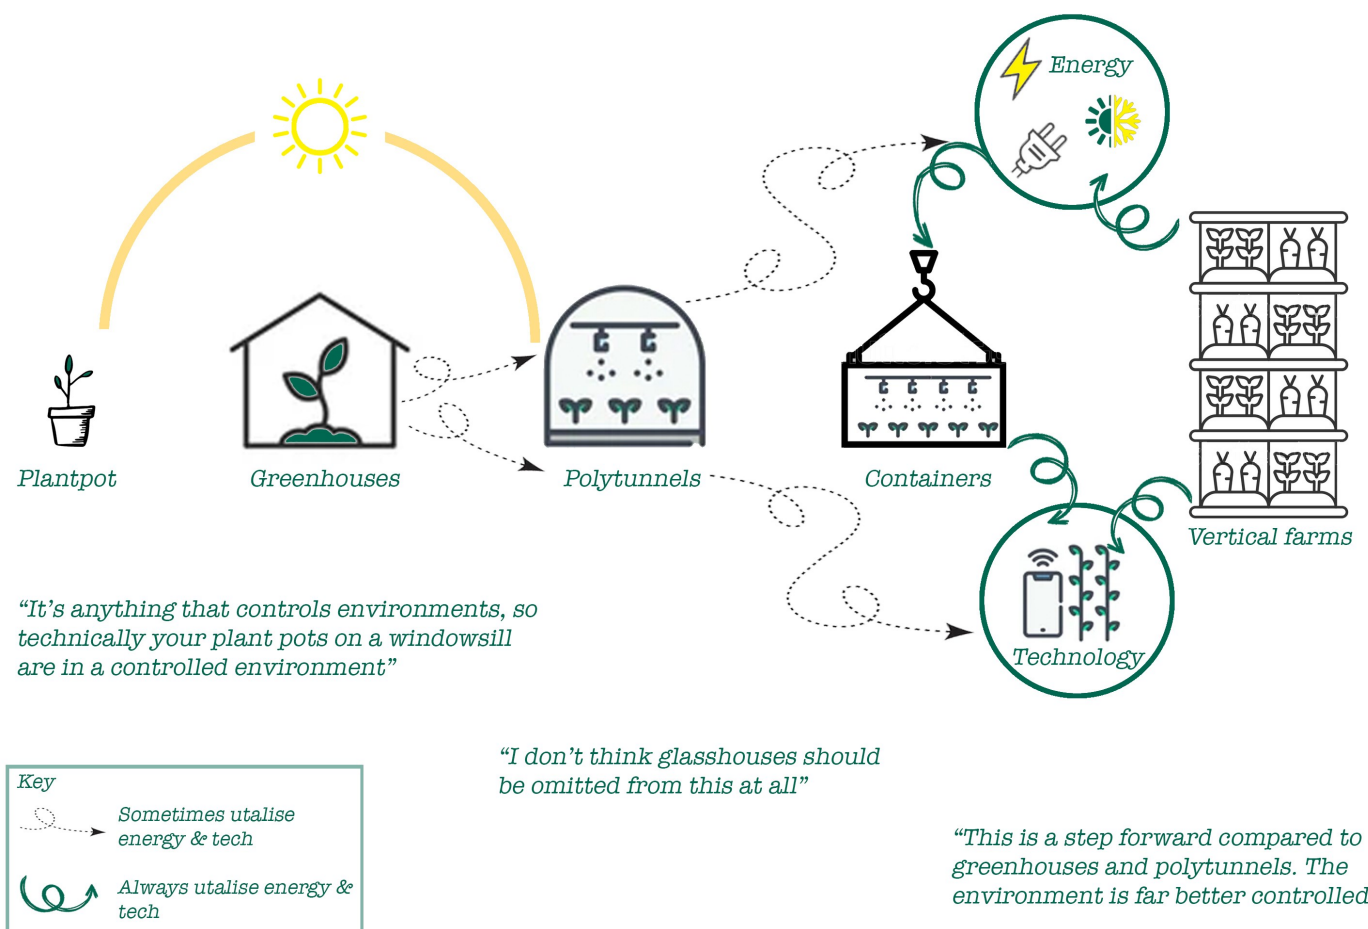 Energy
Plantpot
Greenhouses
Polytunnels
Containers
Vertical farms
Technology
“It’s anything that controls environments, so
technically your plant pots on a windowsill
are in a controlled environment”
“I don’t think glasshouses should
be omitted from this at all”
“This is a step forward compared to
greenhouses and polytunnels. The
environment is far better controlled
Key
Sometimes utalise
energy & tech
Always utalise energy &
tech